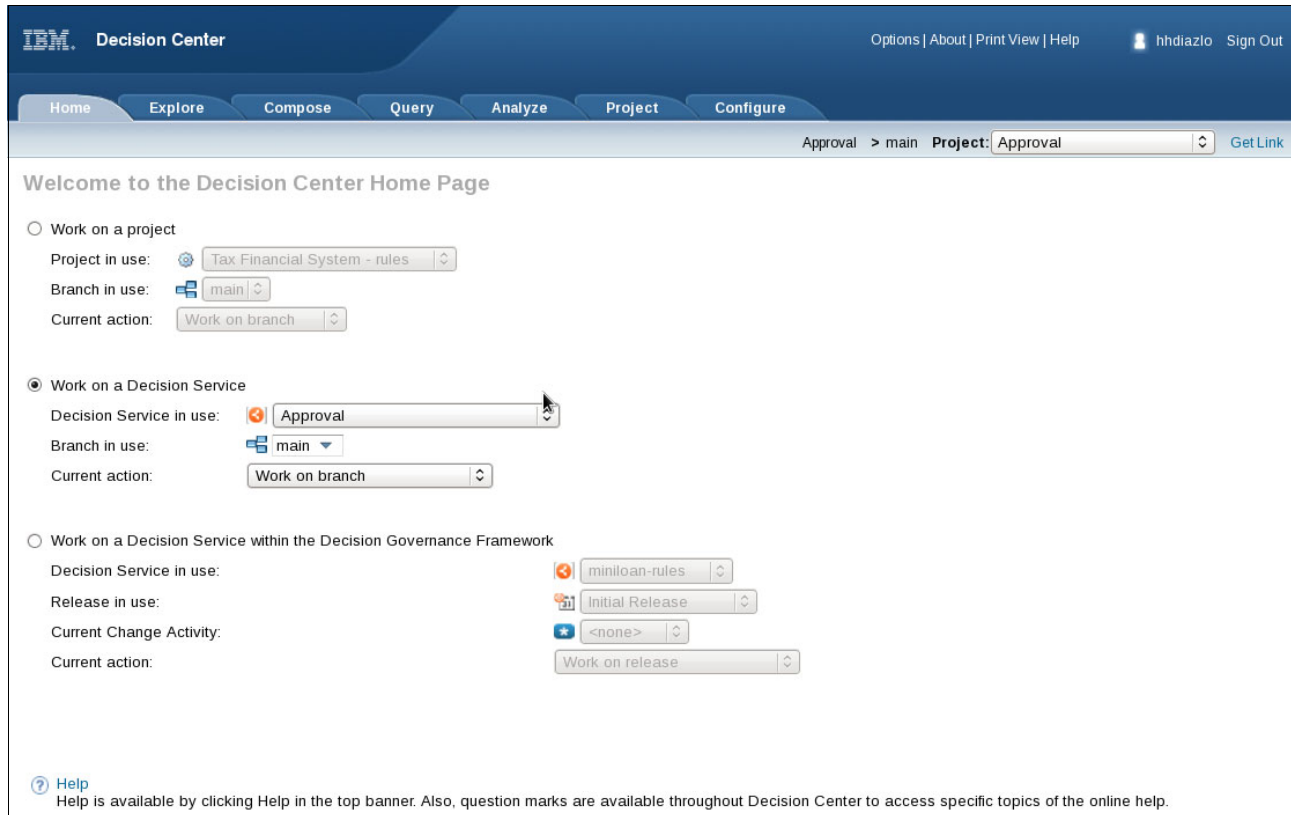 IBM. Decision Center
Options | About | Print View | Help hhdiazlo Sign Out
Home Explore Compose Query Analyze Project Configure
Approval > main Project: Approval Get Link
Welcome to the Decision Center Home Page
Work on a project
Project in use: Tax Financial System - rules
Branch in use: main
Current action: Work on branch
Work on a Decision Service
Decision Service in use: Approval
Branch in use: main
Current action: Work on branch
Work on a Decision Service within the Decision Governance Framework
Decision Service in use: miniloan-rules
Release in use: 31 Initial Release
Current Change Activity: <none>
Current action: Work on release
? Help
Help is available by clicking Help in the top banner. Also, question marks are available throughout Decision Center to access specific topics of the online help.